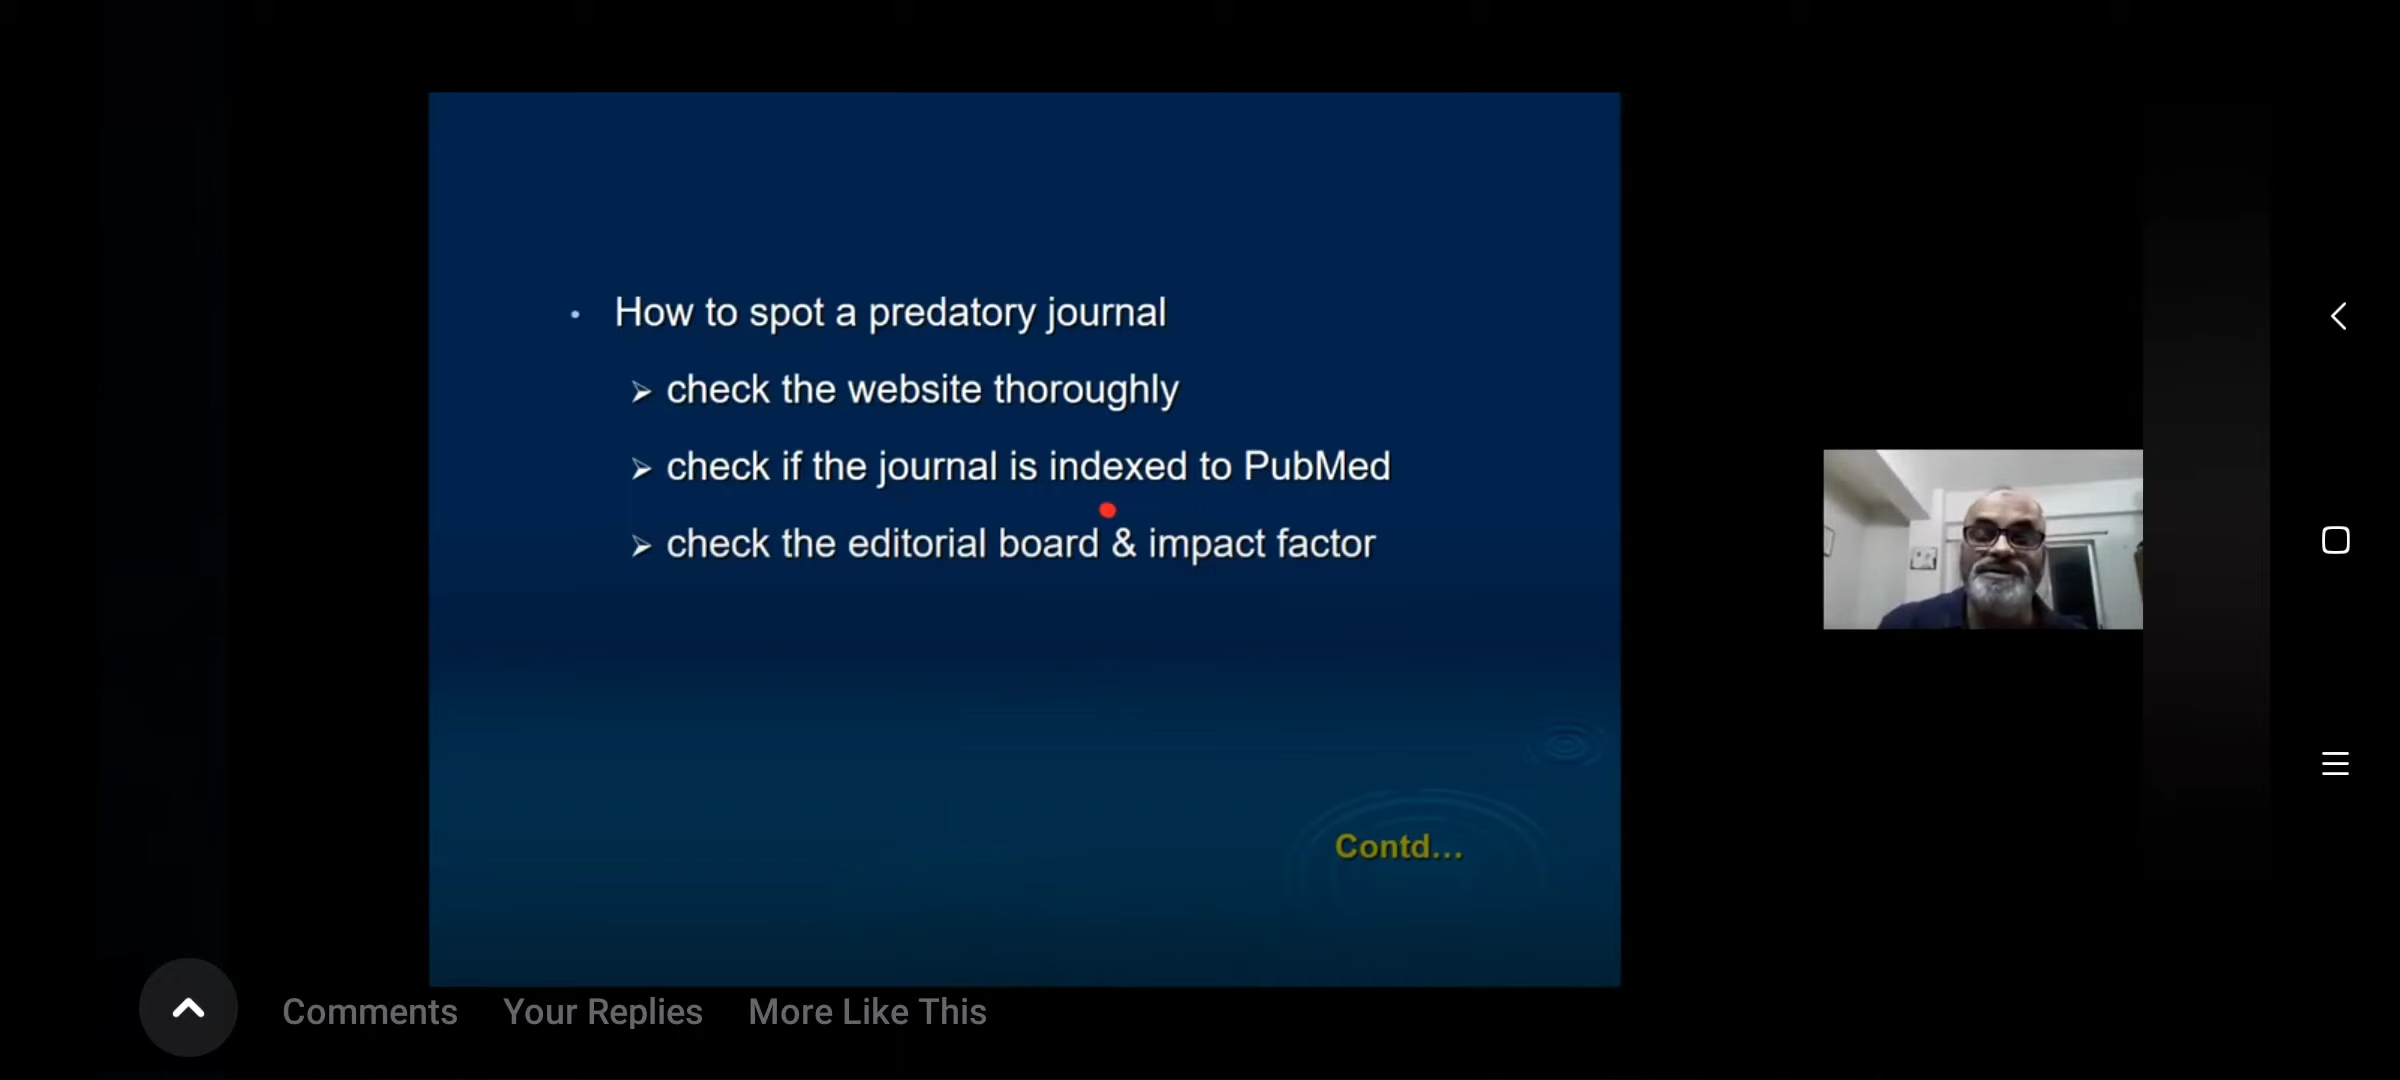 • How to spot a predatory journal
➢ check the website thoroughly
➢ check if the journal is indexed to PubMed
➢ check the editorial board & impact factor
Contd...
Comments Your Replies More Like This